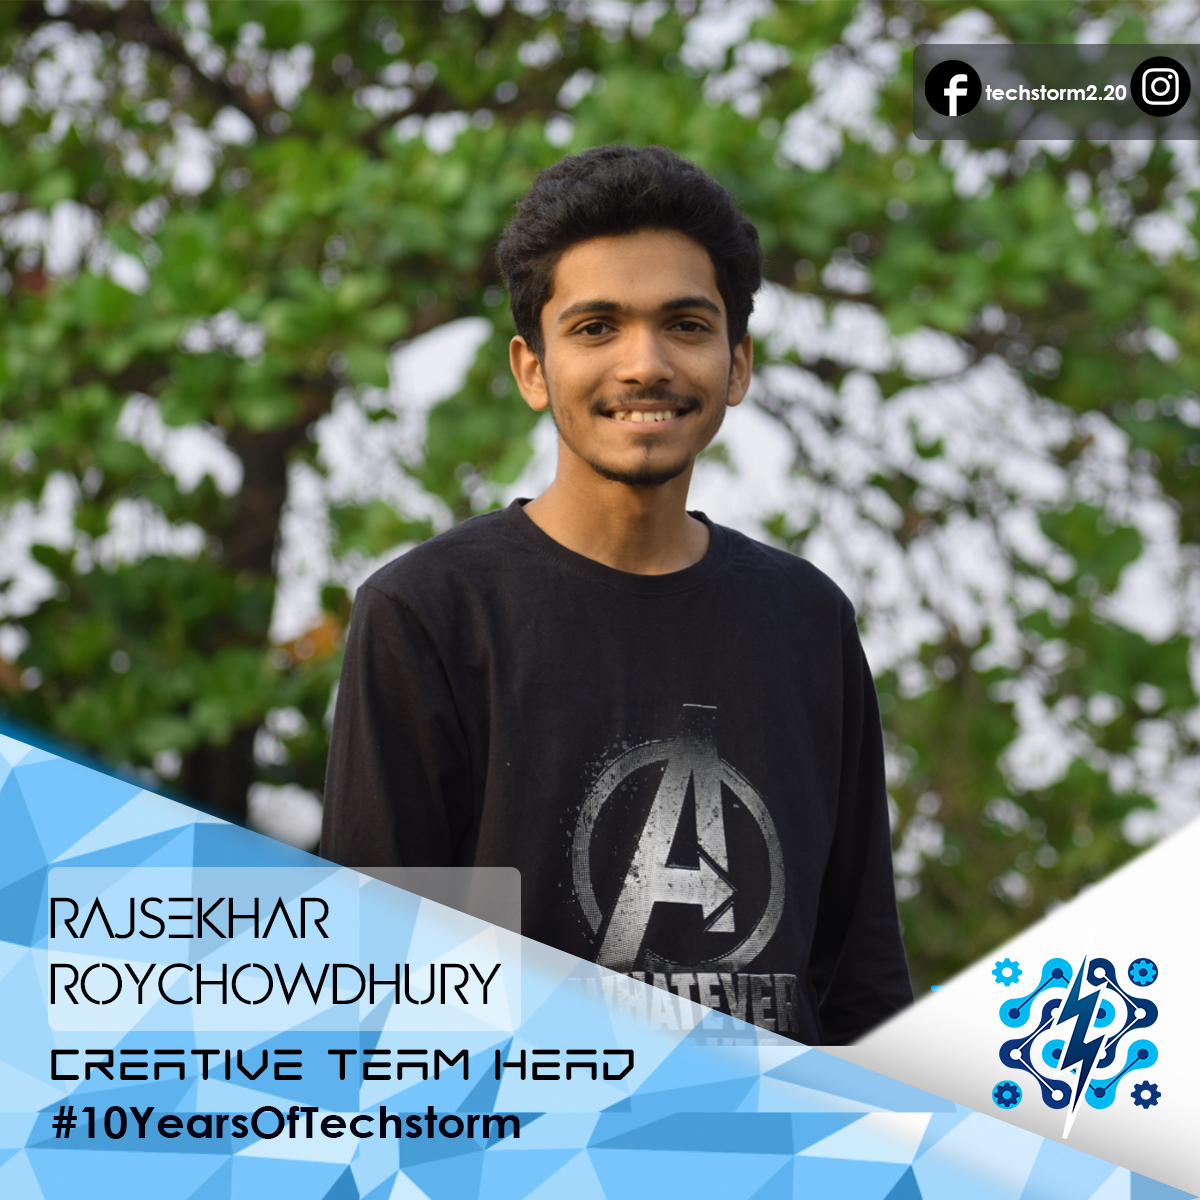 techstorm2.20
A
WHATEVER
RAJSEKHAR
ROYCHOWDHURY
CREATIVE TEAM HEAD
#10YearsOfTechstorm